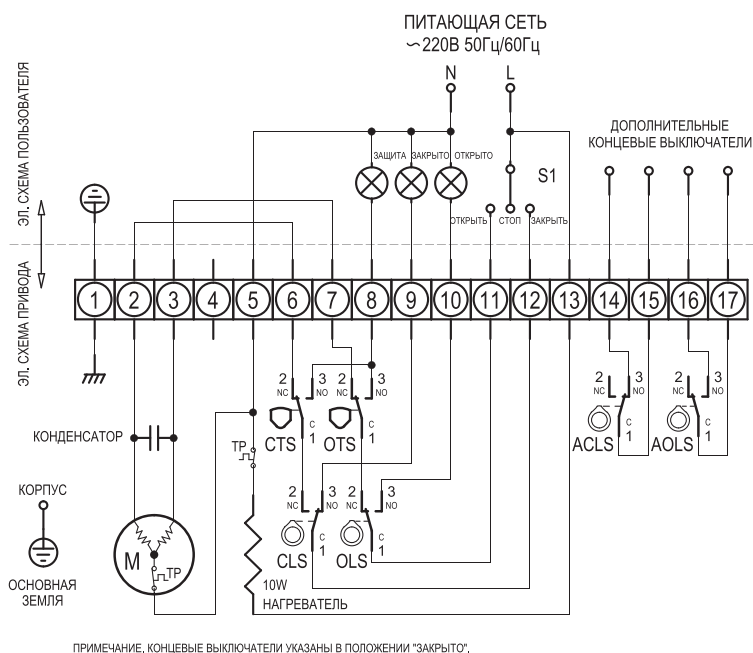 ПИТАЮЩАЯ СЕТЬ
~220В 50Гц/60Гц
N
L
ДОПОЛНИТЕЛЬНЫЕ
КОНЦЕВЫЕ ВЫКЛЮЧАТЕЛИ
ЭЛ. СХЕМА ПОЛЬЗОВАТЕЛЯ
ЗАЩИТА ЗАКРЫТО ОТКРЫТО
S1
ОТКРЫТЬ СТОП ЗАКРЫТЬ
1 2 3 4 5 6 7 8 9 10 11 12 13 14 15 16 17
ЭЛ. СХЕМА ПРИВОДА
2 3 2 3
NC NO NC NO
C C
1 1
CTS OTS
2 3 2 3
NC NO NC NO
C C
1 1
ACLS AOLS
КОНДЕНСАТОР
TP
КОРПУС
2 3 2 3
NC NO NC NO
C C
1 1
CLS OLS
M
TP
10W
НАГРЕВАТЕЛЬ
ОСНОВНАЯ
ЗЕМЛЯ
ПРИМЕЧАНИЕ. КОНЦЕВЫЕ ВЫКЛЮЧАТЕЛИ УКАЗАНЫ В ПОЛОЖЕНИИ "ЗАКРЫТО".